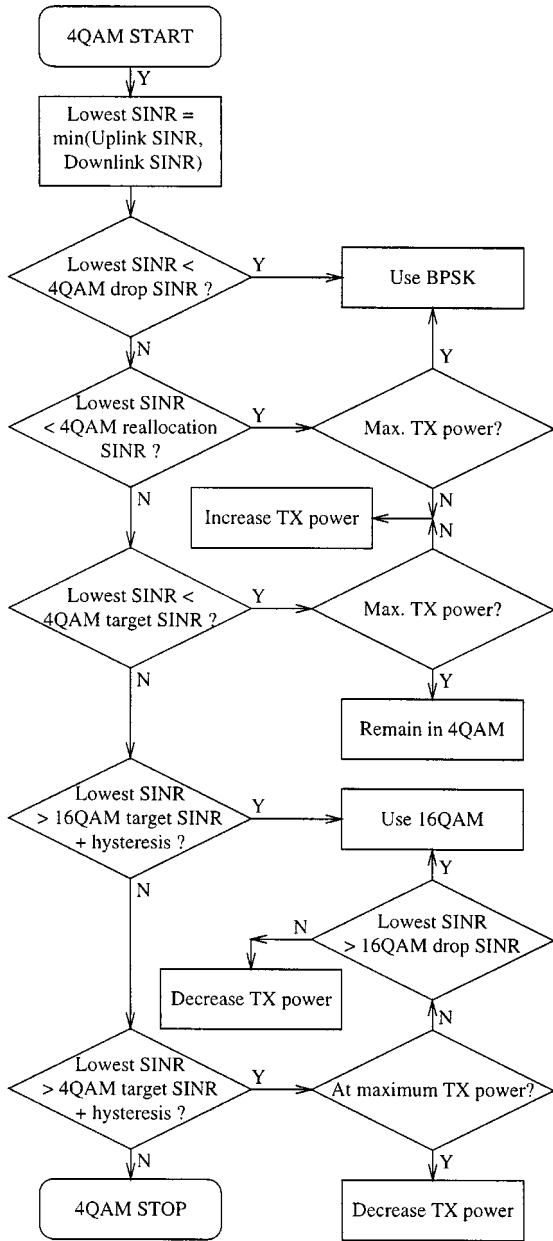 4QAM START
Y
Lowest SINR =
min(Uplink SINR,
Downlink SINR)
Lowest SINR <
4QAM drop SINR ?
Y
Use BPSK
N
Y
Lowest SINR
< 4QAM reallocation
SINR ?
Y
Max. TX power?
N
N
Increase TX power
N
Lowest SINR <
4QAM target SINR ?
Y
Max. TX power?
N
Y
Remain in 4QAM
Lowest SINR
> 16QAM target SINR
+ hysteresis ?
Y
Use 16QAM
N
Y
Lowest SINR
> 16QAM drop SINR
N
Decrease TX power
N
Lowest SINR
> 4QAM target SINR
+ hysteresis ?
Y
At maximum TX power?
N
Y
4QAM STOP
Decrease TX power